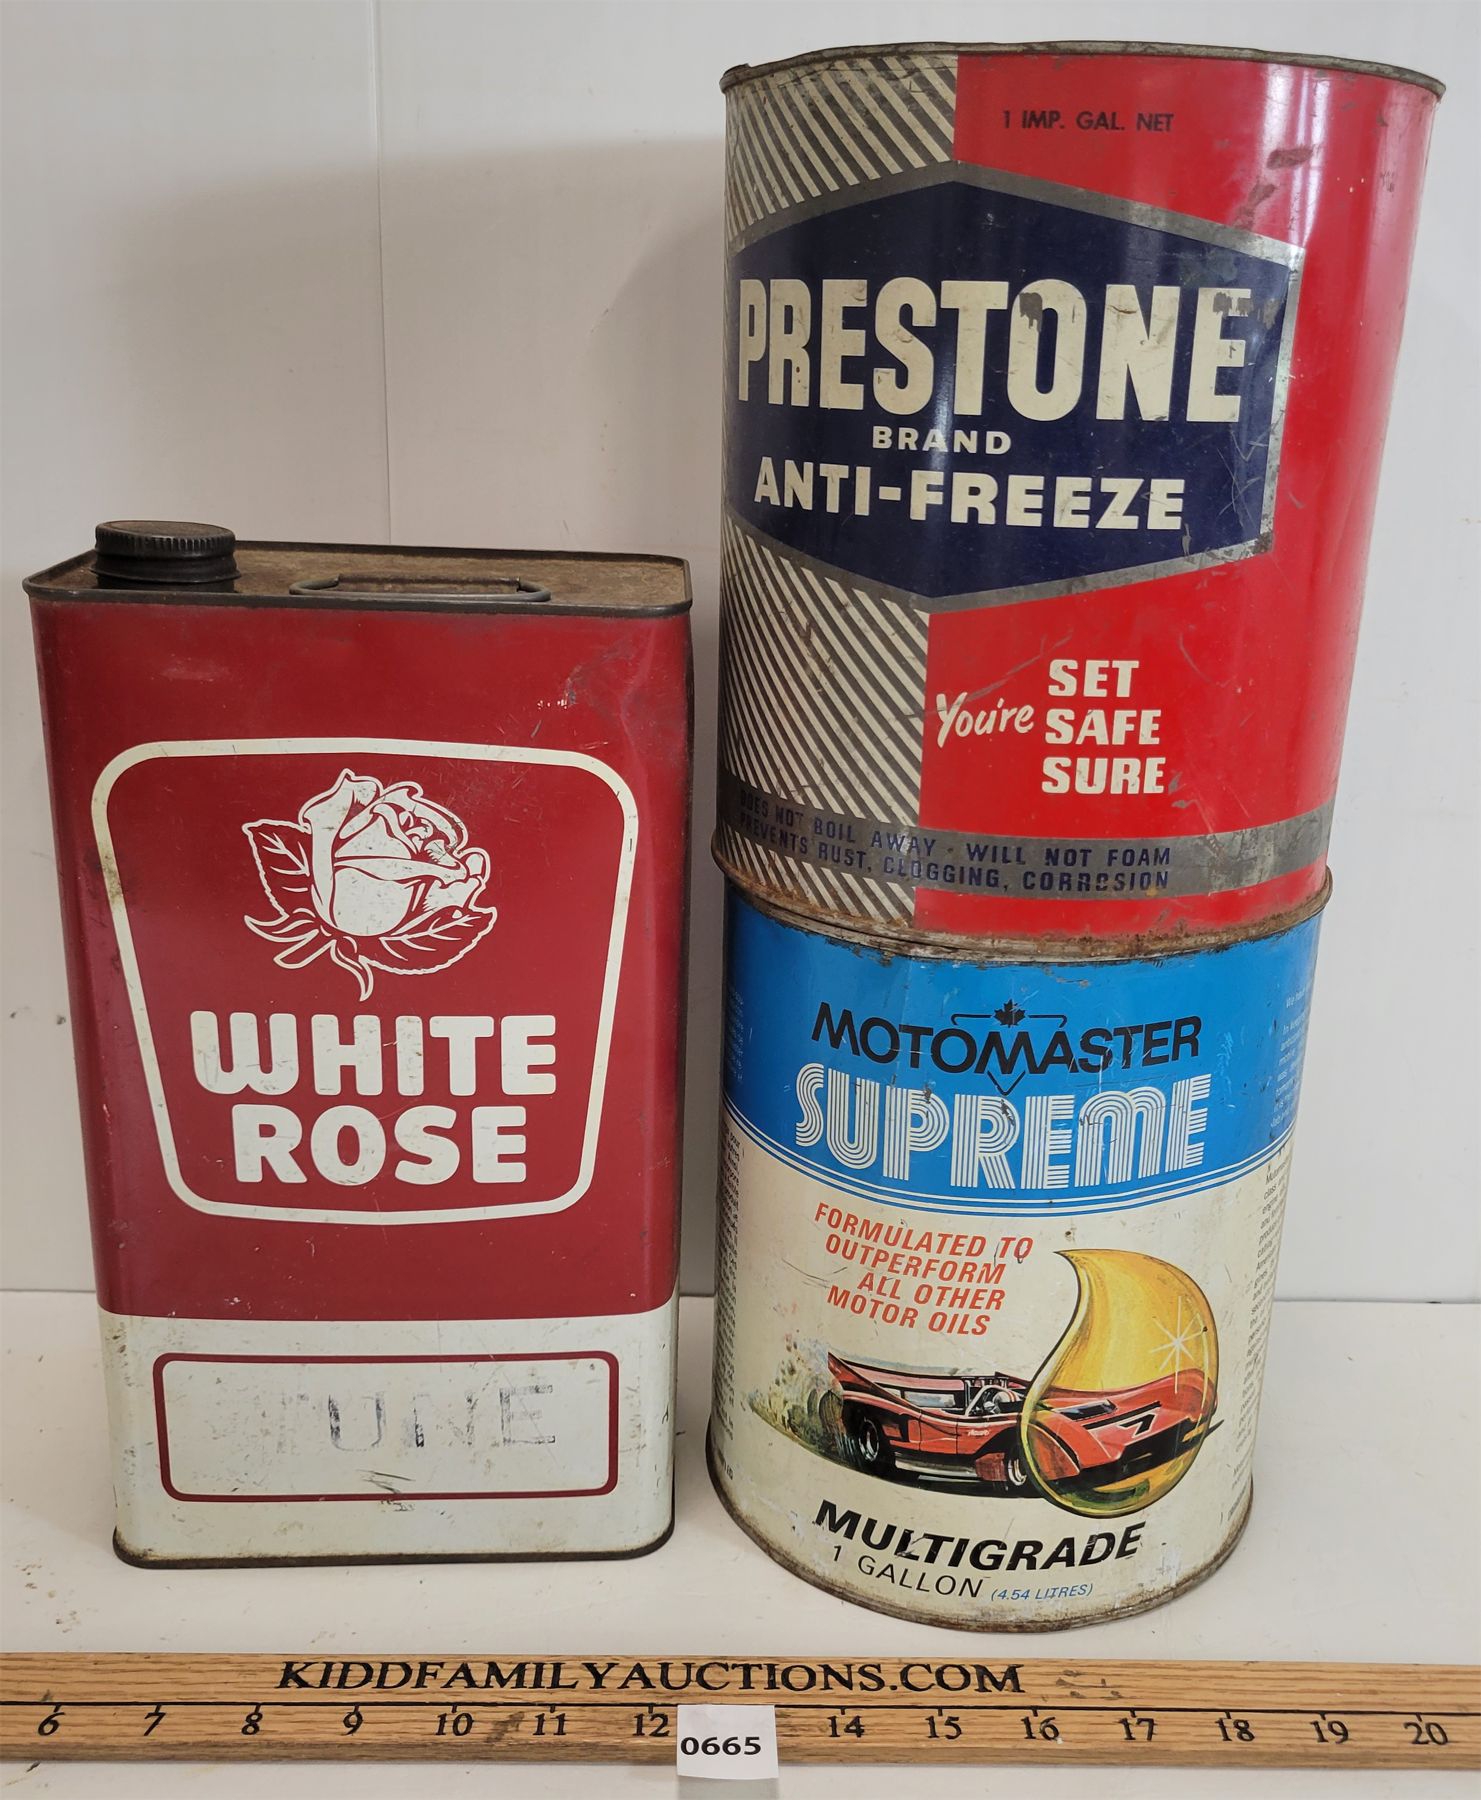 1 IMP. GAL. NET
PRESTONE
BRAND
ANTI-FREEZE
You're SET
SAFE
SURE
DOES NOT BOIL AWAY - WILL NOT FOAM
PREVENTS RUST, CLOGGING, CORROSION
WHITE
ROSE
MOTOMASTER
SUPREME
FORMULATED TO
OUTPERFORM
ALL OTHER
MOTOR OILS
7
MULTIGRADE
1 GALLON (4.54 LITRES)
KIDDFAMILYAUCTIONS.COM
6 7 8 9 10 11 12 14 15 16 17 18 19 20
0665